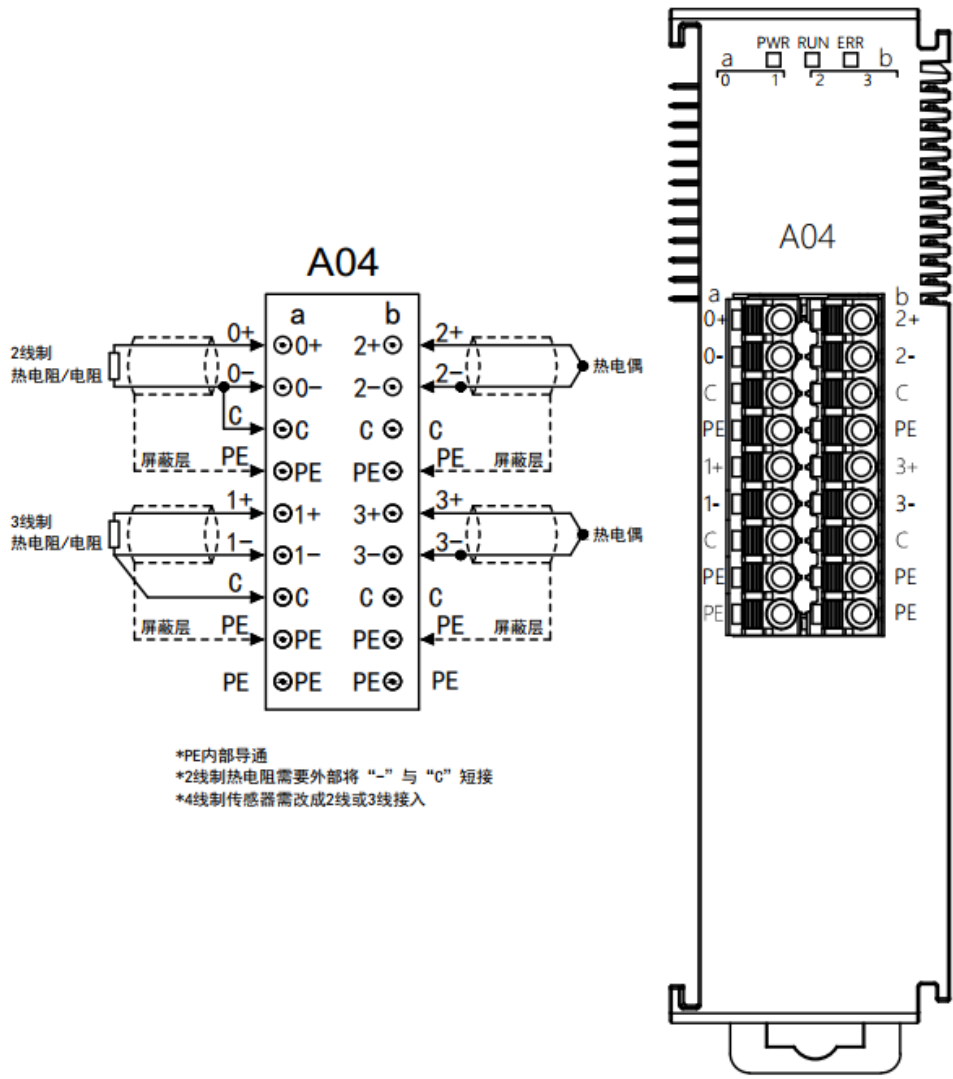 PWR RUN ERR
a b
0 1 2 3
A04
a b
0+ 2+
0- 2-
C C
PE PE
1+ 3+
1- 3-
C C
PE PE
PE PE
A04
a b
0+ 0+ 2+ 2+
2线制
热电阻/电阻
热电偶
0- 0- 2- 2-
C C C C
屏蔽层 PE PE PE PE 屏蔽层
1+ 1+ 3+ 3+
3线制
热电阻/电阻
热电偶
1- 1- 3- 3-
C C C C
屏蔽层 PE PE PE PE 屏蔽层
PE PE PE PE
*PE内部导通
*2线制热电阻需要外部将“-”与“C”短接
*4线制传感器需改成2线或3线接入